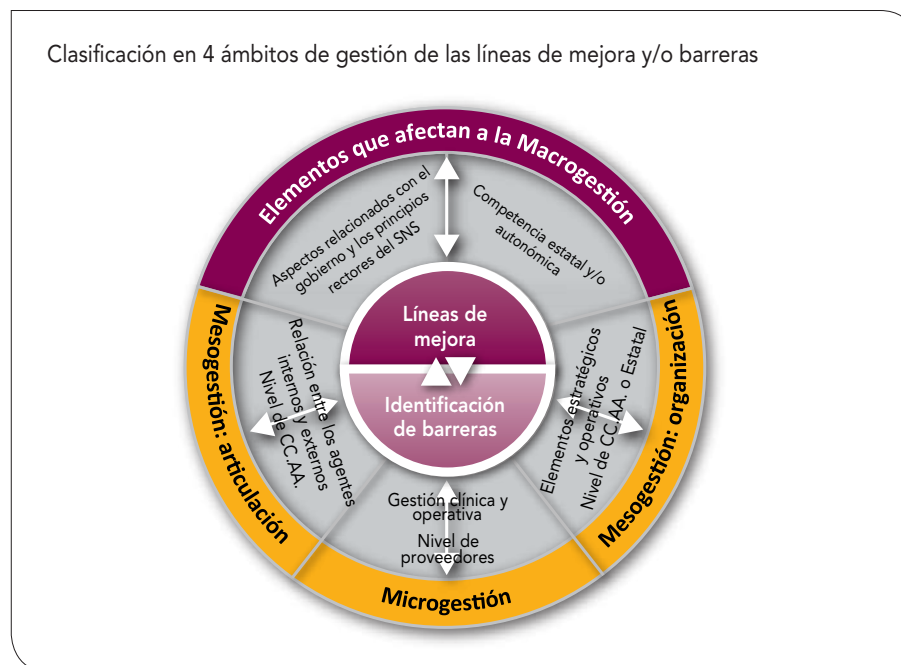 Clasificación en 4 ámbitos de gestión de las líneas de mejora y/o barreras
Elementos que afectan a la Macrogestión
Aspectos relacionados con el
gobierno y los principios
rectores del SNS
Competencia estatal y/o
autonómica
Líneas de
mejora
Identificación
de barreras
Mesogestión: articulación
Relación entre los agentes
internos y externos
Nivel de CC.AA.
Elementos estratégicos
y operativos
Nivel de CC.AA. o Estatal
Mesogestión: organización
Gestión clínica y
operativa
Nivel de
proveedores
Microgestión